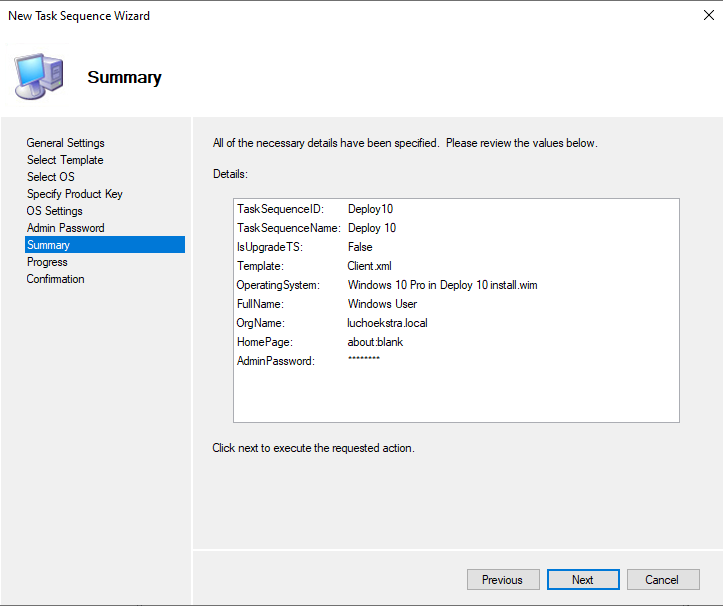 New Task Sequence Wizard
Summary
General Settings
Select Template
Select OS
Specify Product Key
OS Settings
Admin Password
Summary
Progress
Confirmation
All of the necessary details have been specified.  Please review the values below.
Details:
TaskSequenceID: Deploy10
TaskSequenceName: Deploy 10
IsUpgradeTS: False
Template: Client.xml
OperatingSystem: Windows 10 Pro in Deploy 10 install.wim
FullName: Windows User
OrgName: luchoekstra.local
HomePage: about:blank
AdminPassword: ********
Click next to execute the requested action.
Previous Next Cancel